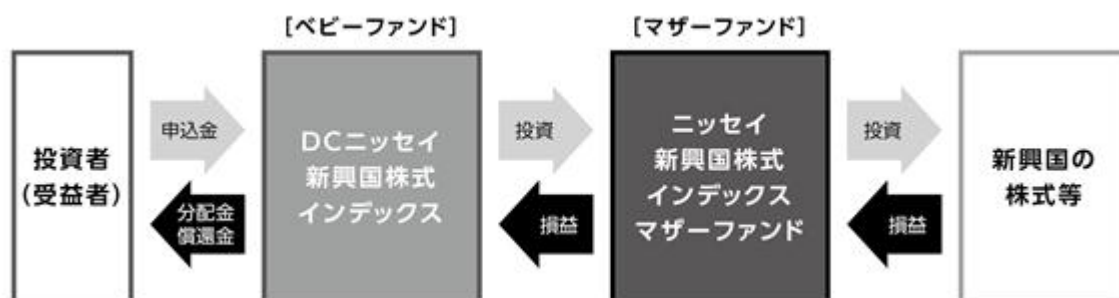 [ベビーファンド]
[マザーファンド]
投資者
(受益者)
申込金
分配金
償還金
DCニッセイ
新興国株式
インデックス
投資
損益
ニッセイ
新興国株式
インデックス
マザーファンド
投資
損益
新興国の
株式等